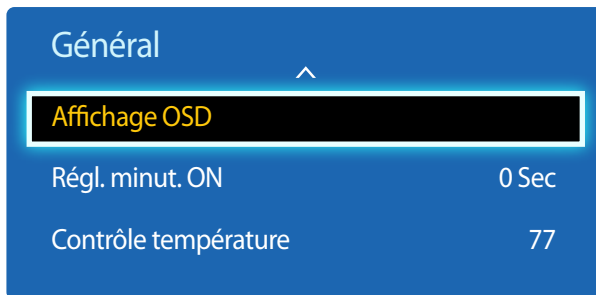 Général
Affichage OSD
Régl. minut. ON 0 Sec
Contrôle température 77